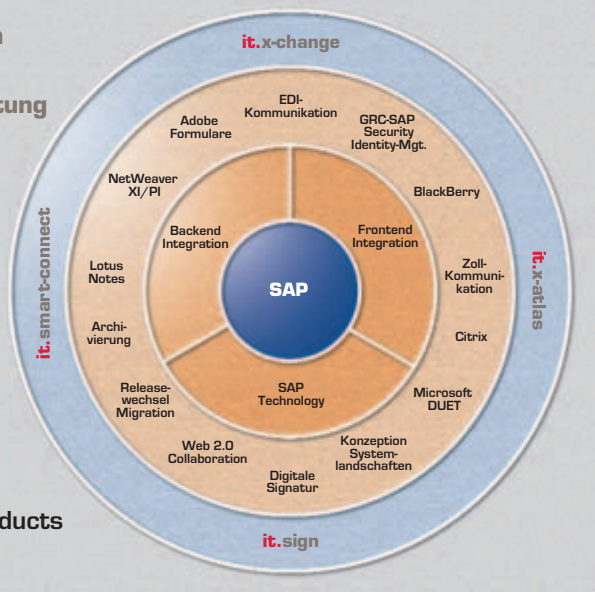 it.x-change
EDI-
Kommunikation
Adobe
Formulare
GRC-SAP
Security
Identity-Mgt.
NetWeaver
XI/PI
BlackBerry
Backend
Integration
Frontend
Integration
it.smart-connect
Lotus
Notes
SAP
Zoll-
Kommuni-
kation
it.x-atlas
Archi-
vierung
Citrix
Release-
wechsel
Migration
SAP
Technology
Microsoft
DUET
Web 2.0
Collaboration
Konzeption
System-
landschaften
Digitale
Signatur
it.sign